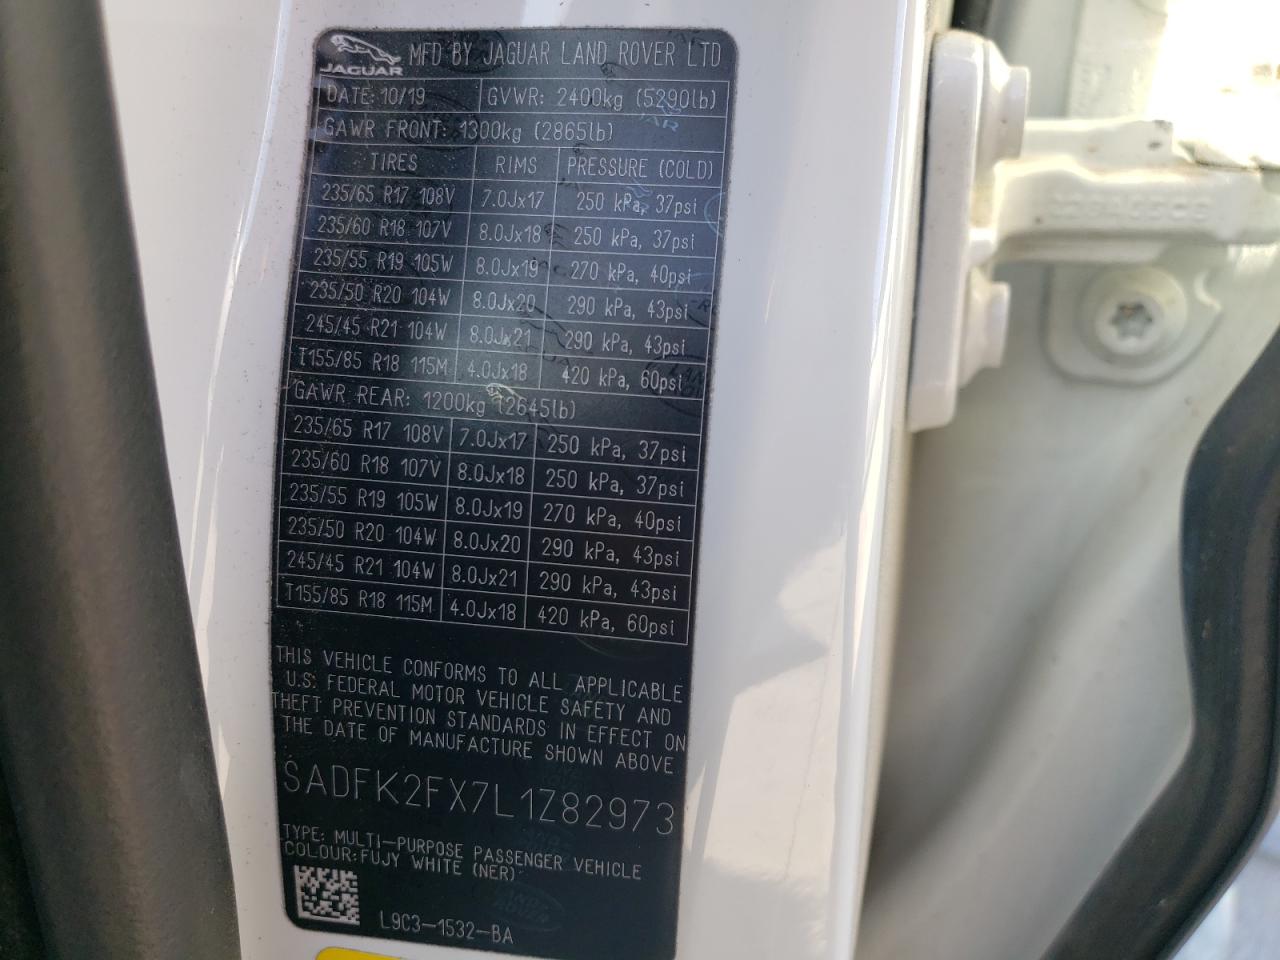 JAGUAR MFD BY JAGUAR LAND ROVER LTD
DATE: 10/19 GVWR: 2400kg (5290lb)
GAWR FRONT: 1300kg (2865lb)
TIRES RIMS PRESSURE (COLD)
235/65 R17 108V 7.0Jx17 250 kPa, 37psi
235/60 R18 107V 8.0Jx18 250 kPa, 37psi
235/55 R19 105W 8.0Jx19 270 kPa, 40psi
235/50 R20 104W 8.0Jx20 290 kPa, 43psi
245/45 R21 104W 8.0Jx21 290 kPa, 43psi
T155/85 R18 115M 4.0Jx18 420 kPa, 60psi
GAWR REAR: 1200kg (2645lb)
235/65 R17 108V 7.0Jx17 250 kPa, 37psi
235/60 R18 107V 8.0Jx18 250 kPa, 37psi
235/55 R19 105W 8.0Jx19 270 kPa, 40psi
235/50 R20 104W 8.0Jx20 290 kPa, 43psi
245/45 R21 104W 8.0Jx21 290 kPa, 43psi
T155/85 R18 115M 4.0Jx18 420 kPa, 60psi
THIS VEHICLE CONFORMS TO ALL APPLICABLE
U.S. FEDERAL MOTOR VEHICLE SAFETY AND
THEFT PREVENTION STANDARDS IN EFFECT ON
THE DATE OF MANUFACTURE SHOWN ABOVE
SADFK2FX7L1Z82973
TYPE: MULTI-PURPOSE PASSENGER VEHICLE
COLOUR:FUJY WHITE (NER)
L9C3-1532-BA